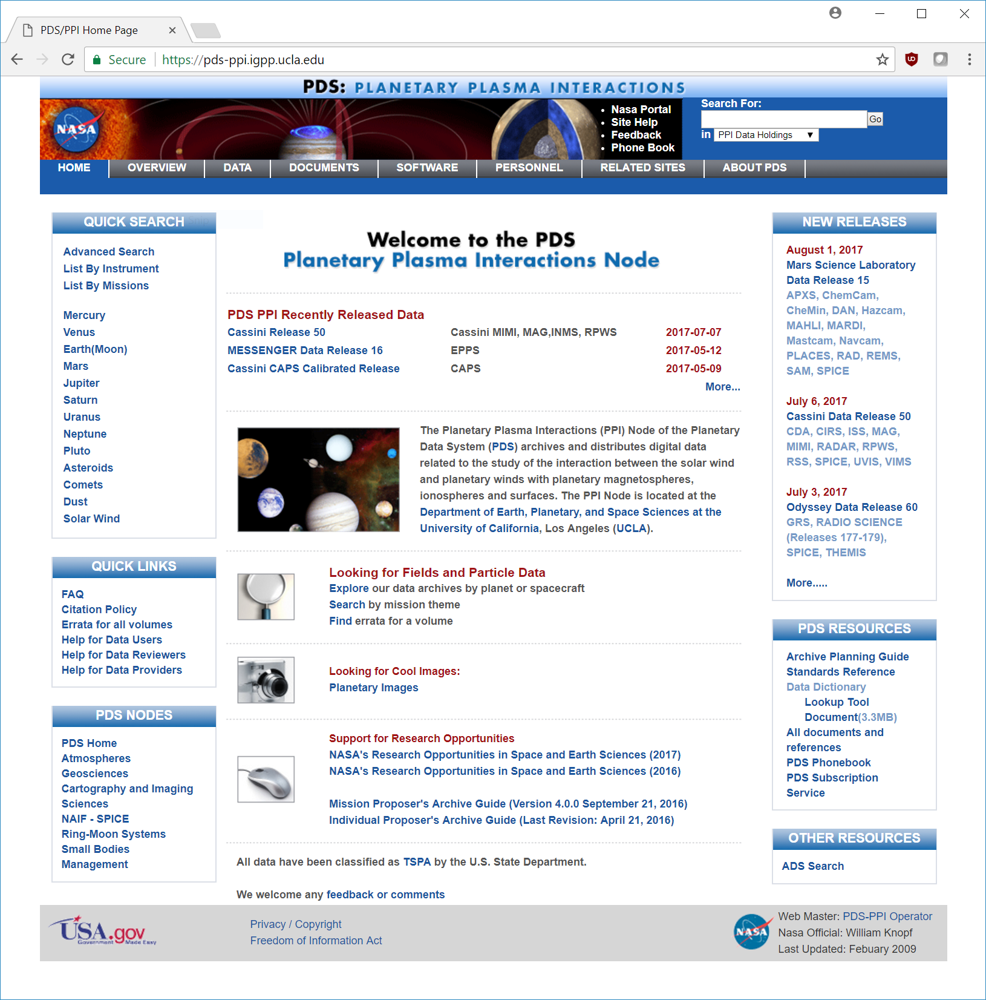 PDS/PPI Home Page
Secure https://pds-ppi.igpp.ucla.edu
PDS: PLANETARY PLASMA INTERACTIONS
NASA
Nasa Portal
Site Help
Feedback
Phone Book
Search For:
Go
in PPI Data Holdings
HOME OVERVIEW DATA DOCUMENTS SOFTWARE PERSONNEL RELATED SITES ABOUT PDS
QUICK SEARCH
Advanced Search
List By Instrument
List By Missions
Mercury
Venus
Earth(Moon)
Mars
Jupiter
Saturn
Uranus
Neptune
Pluto
Asteroids
Comets
Dust
Solar Wind
QUICK LINKS
FAQ
Citation Policy
Errata for all volumes
Help for Data Users
Help for Data Reviewers
Help for Data Providers
PDS NODES
PDS Home
Atmospheres
Geosciences
Cartography and Imaging
Sciences
NAIF - SPICE
Ring-Moon Systems
Small Bodies
Management
Welcome to the PDS
Planetary Plasma Interactions Node
PDS PPI Recently Released Data
Cassini Release 50 Cassini MIMI, MAG,INMS, RPWS 2017-07-07
MESSENGER Data Release 16 EPPS 2017-05-12
Cassini CAPS Calibrated Release CAPS 2017-05-09
More...
The Planetary Plasma Interactions (PPI) Node of the Planetary
Data System (PDS) archives and distributes digital data
related to the study of the interaction between the solar wind
and planetary winds with planetary magnetospheres,
ionospheres and surfaces. The PPI Node is located at the
Department of Earth, Planetary, and Space Sciences at the
University of California, Los Angeles (UCLA).
Looking for Fields and Particle Data
Explore our data archives by planet or spacecraft
Search by mission theme
Find errata for a volume
Looking for Cool Images:
Planetary Images
Support for Research Opportunities
NASA's Research Opportunities in Space and Earth Sciences (2017)
NASA's Research Opportunities in Space and Earth Sciences (2016)
Mission Proposer's Archive Guide (Version 4.0.0 September 21, 2016)
Individual Proposer's Archive Guide (Last Revision: April 21, 2016)
All data have been classified as TSPA by the U.S. State Department.
We welcome any feedback or comments
NEW RELEASES
August 1, 2017
Mars Science Laboratory
Data Release 15
APXS, ChemCam,
CheMin, DAN, Hazcam,
MAHLI, MARDI,
Mastcam, Navcam,
PLACES, RAD, REMS,
SAM, SPICE
July 6, 2017
Cassini Data Release 50
CDA, CIRS, ISS, MAG,
MIMI, RADAR, RPWS,
RSS, SPICE, UVIS, VIMS
July 3, 2017
Odyssey Data Release 60
GRS, RADIO SCIENCE
(Releases 177-179),
SPICE, THEMIS
More.....
PDS RESOURCES
Archive Planning Guide
Standards Reference
Data Dictionary
Lookup Tool
Document(3.3MB)
All documents and
references
PDS Phonebook
PDS Subscription
Service
OTHER RESOURCES
ADS Search
USA.gov
Government Made Easy
Privacy / Copyright
Freedom of Information Act
NASA
Web Master: PDS-PPI Operator
Nasa Official: William Knopf
Last Updated: Febuary 2009